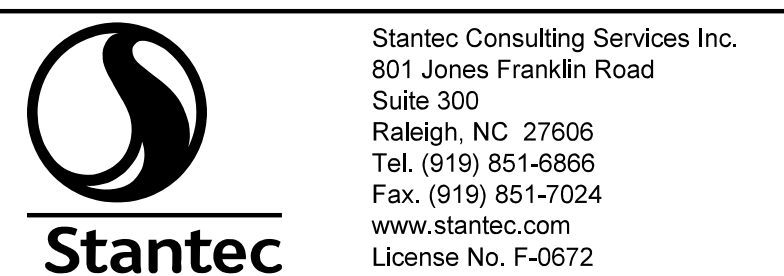 Stantec
Stantec Consulting Services Inc.
801 Jones Franklin Road
Suite 300
Raleigh, NC  27606
Tel. (919) 851-6866
Fax. (919) 851-7024
www.stantec.com
License No. F-0672